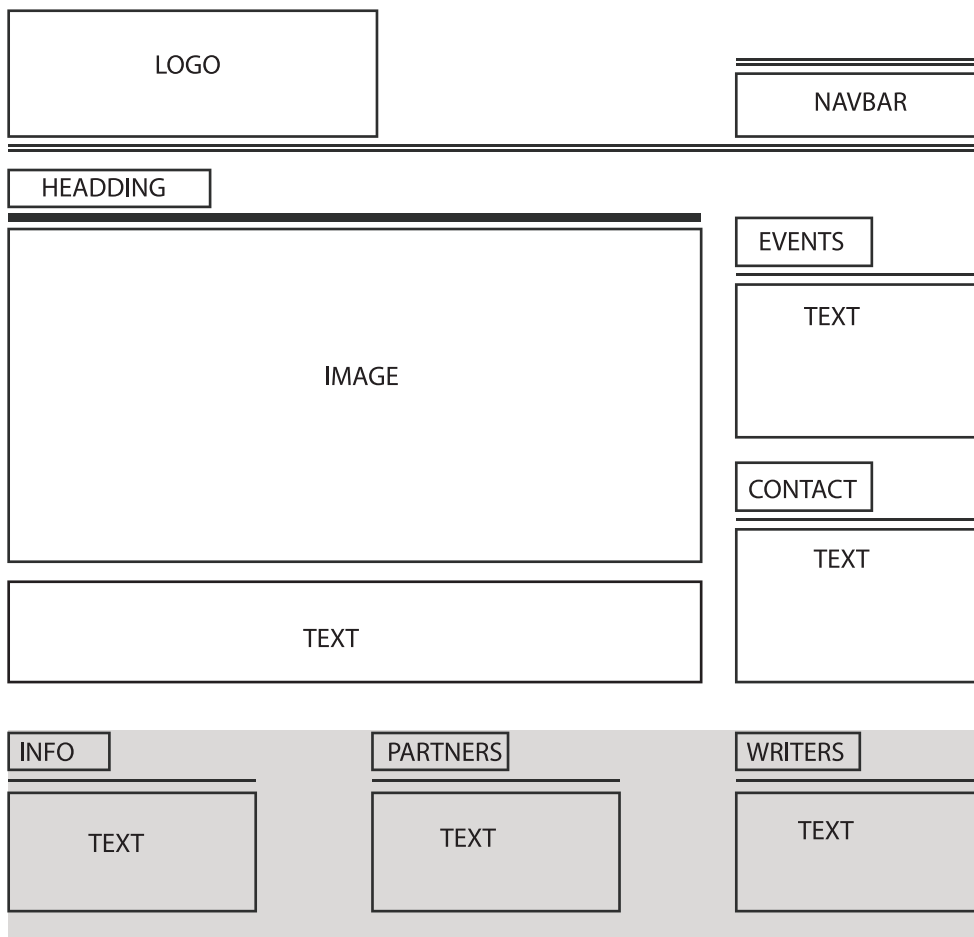 LOGO
NAVBAR
HEADDING
IMAGE
TEXT
EVENTS
TEXT
CONTACT
TEXT
INFO
TEXT
PARTNERS
TEXT
WRITERS
TEXT